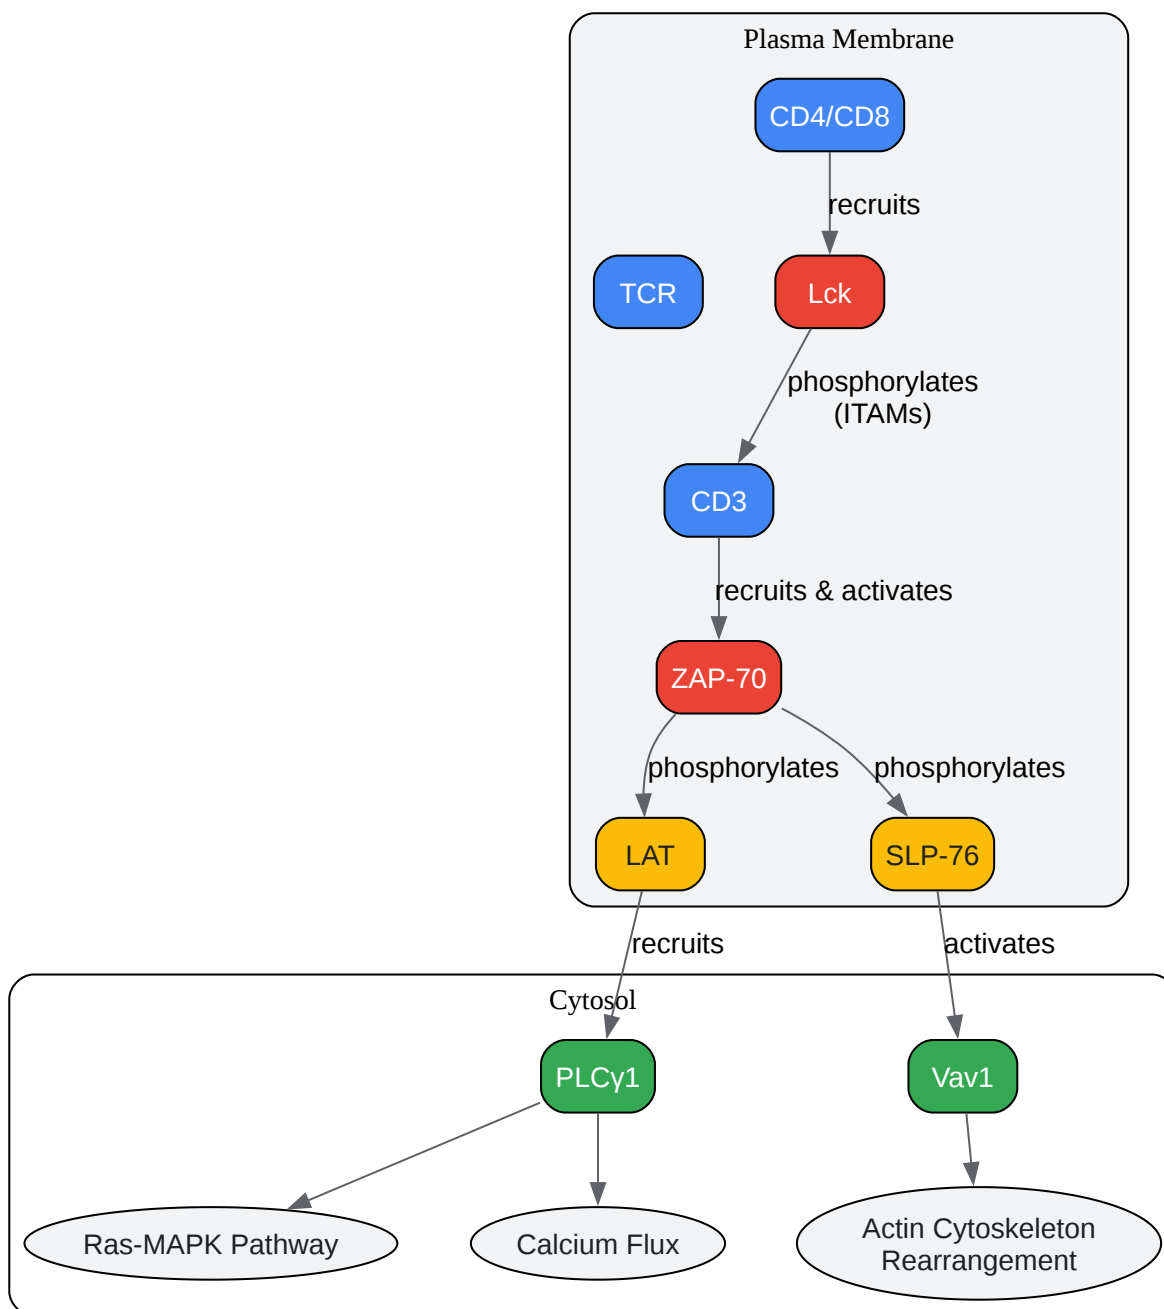 Plasma Membrane
CD4/CD8
recruits
TCR
Lck
phosphorylates
(ITAMs)
CD3
recruits & activates
ZAP-70
phosphorylates
phosphorylates
LAT
SLP-76
recruits
activates
Cytosol
PLCγ1
Vav1
Ras-MAPK Pathway
Calcium Flux
Actin Cytoskeleton
Rearrangement